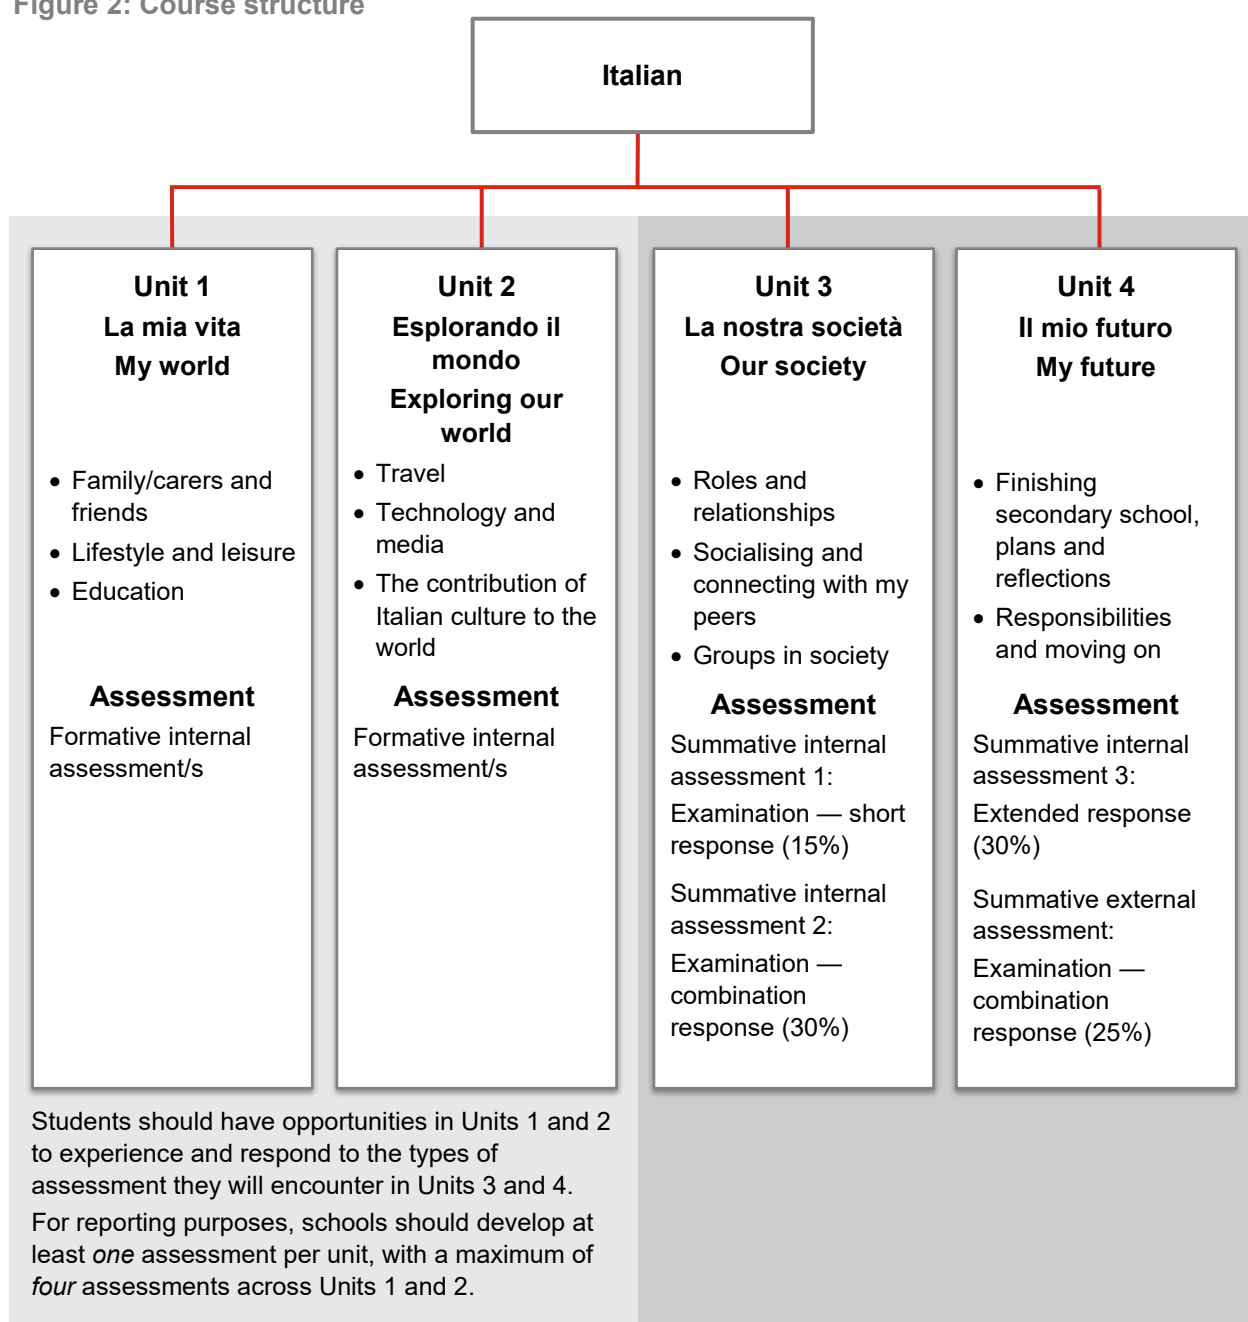 Figure 2: Course structure
Italian
Unit 1
La mia vita
My world
• Family/carers and
friends
• Lifestyle and leisure
• Education
Assessment
Formative internal
assessment/s
Unit 2
Esplorando il
mondo
Exploring our
world
• Travel
• Technology and
media
• The contribution of
Italian culture to the
world
Assessment
Formative internal
assessment/s
Unit 3
La nostra società
Our society
• Roles and
relationships
• Socialising and
connecting with my
peers
• Groups in society
Assessment
Summative internal
assessment 1:
Examination — short
response (15%)
Summative internal
assessment 2:
Examination —
combination
response (30%)
Unit 4
Il mio futuro
My future
• Finishing
secondary school,
plans and
reflections
• Responsibilities
and moving on
Assessment
Summative internal
assessment 3:
Extended response
(30%)
Summative external
assessment:
Examination —
combination
response (25%)
Students should have opportunities in Units 1 and 2
to experience and respond to the types of
assessment they will encounter in Units 3 and 4.
For reporting purposes, schools should develop at
least one assessment per unit, with a maximum of
four assessments across Units 1 and 2.